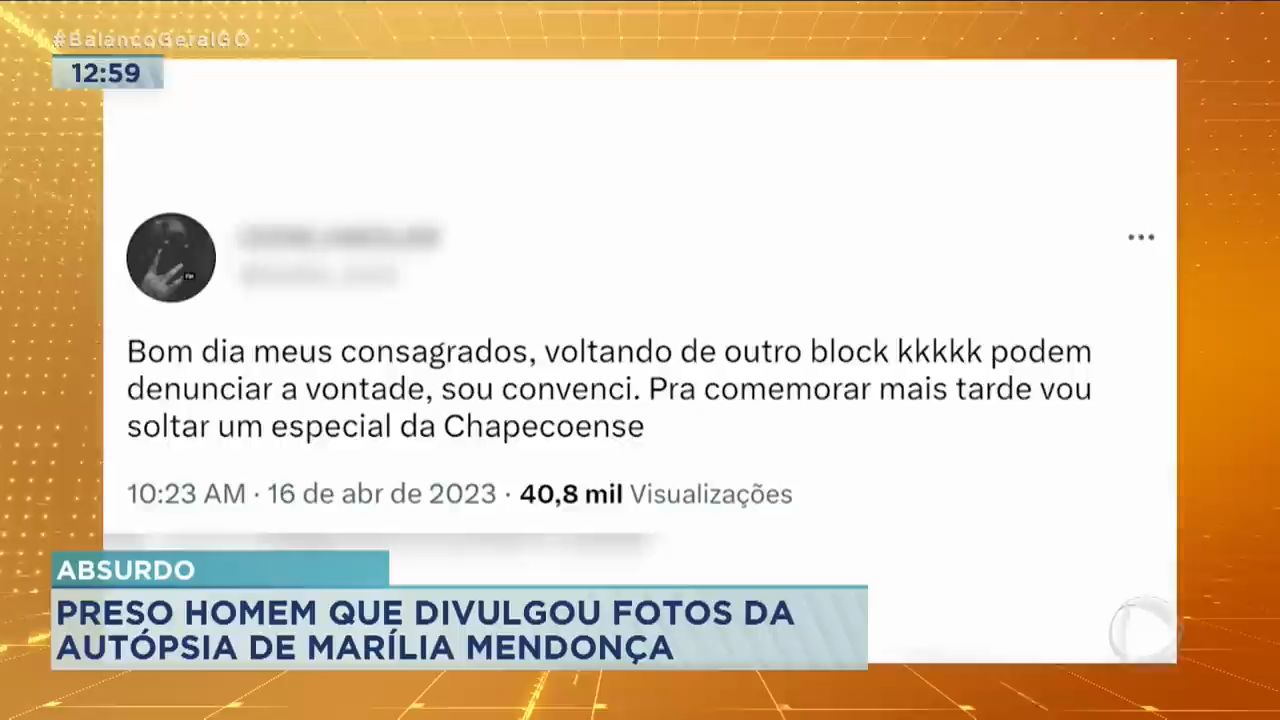 #BalançoGeralGO
12:59
Bom dia meus consagrados, voltando de outro block kkkkk podem
denunciar a vontade, sou convenci. Pra comemorar mais tarde vou
soltar um especial da Chapecoense
10:23 AM · 16 de abr de 2023 · 40,8 mil Visualizações
ABSURDO
PRESO HOMEM QUE DIVULGOU FOTOS DA
AUTÓPSIA DE MARÍLIA MENDONÇA